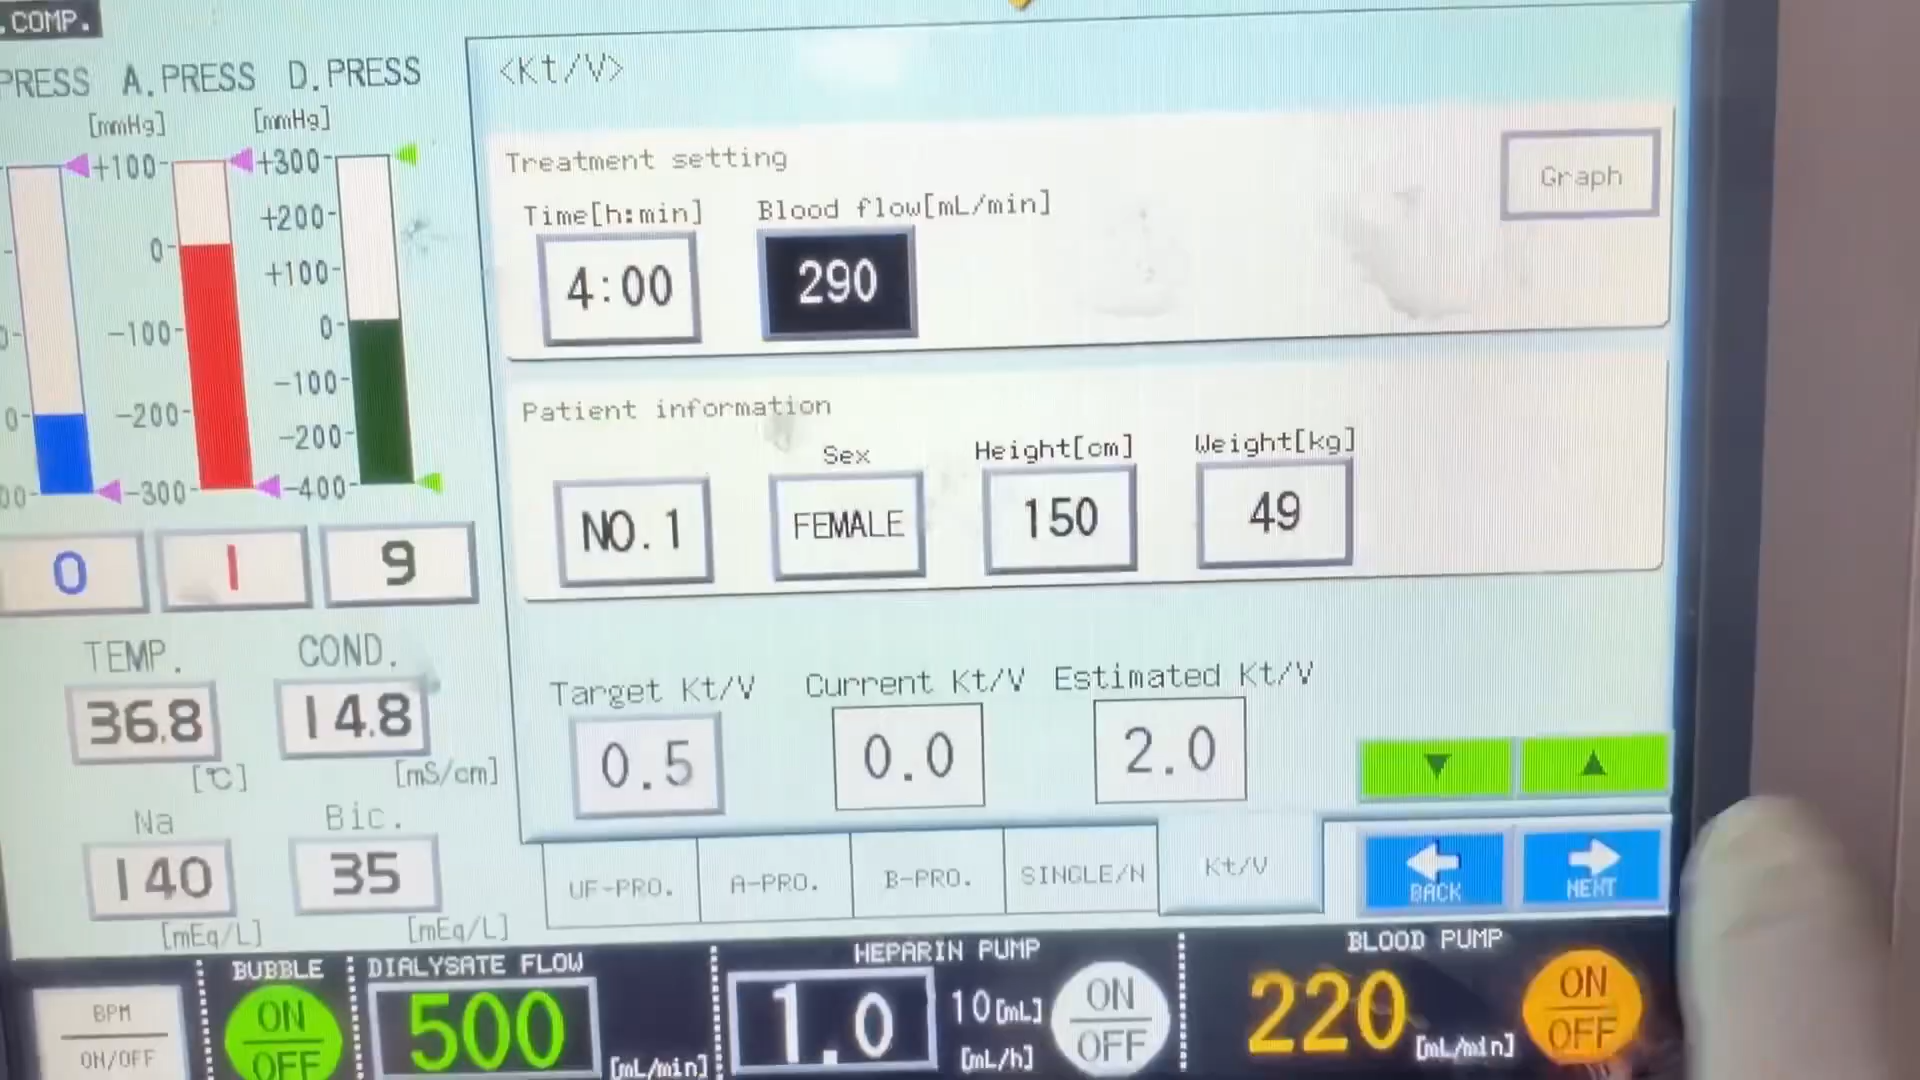 .COMP.
PRESS A.PRESS D.PRESS
[mmHg] [mmHg]
+100 +300
+200
0 +100
-100 0
-100
-200 -200
-300 -400
0 1 9
TEMP. COND.
36.8 14.8
[℃] [mS/cm]
Na Bic.
140 35
[mEq/L] [mEq/L]
<Kt/V>
Treatment setting
Graph
Time[h:min] Blood flow[mL/min]
4:00 290
Patient information
Sex Height[cm] Weight[kg]
NO.1 FEMALE 150 49
Target Kt/V Current Kt/V Estimated Kt/V
0.5 0.0 2.0
▼ ▲
UF-PRO. A-PRO. B-PRO. SINGLE/N Kt/V
BACK NEXT
BPM
ON/OFF
BUBBLE
ON
OFF
DIALYSATE FLOW
500 [mL/min]
HEPARIN PUMP
1.0 10[mL]
[mL/h]
ON
OFF
BLOOD PUMP
220 [mL/min]
ON
OFF